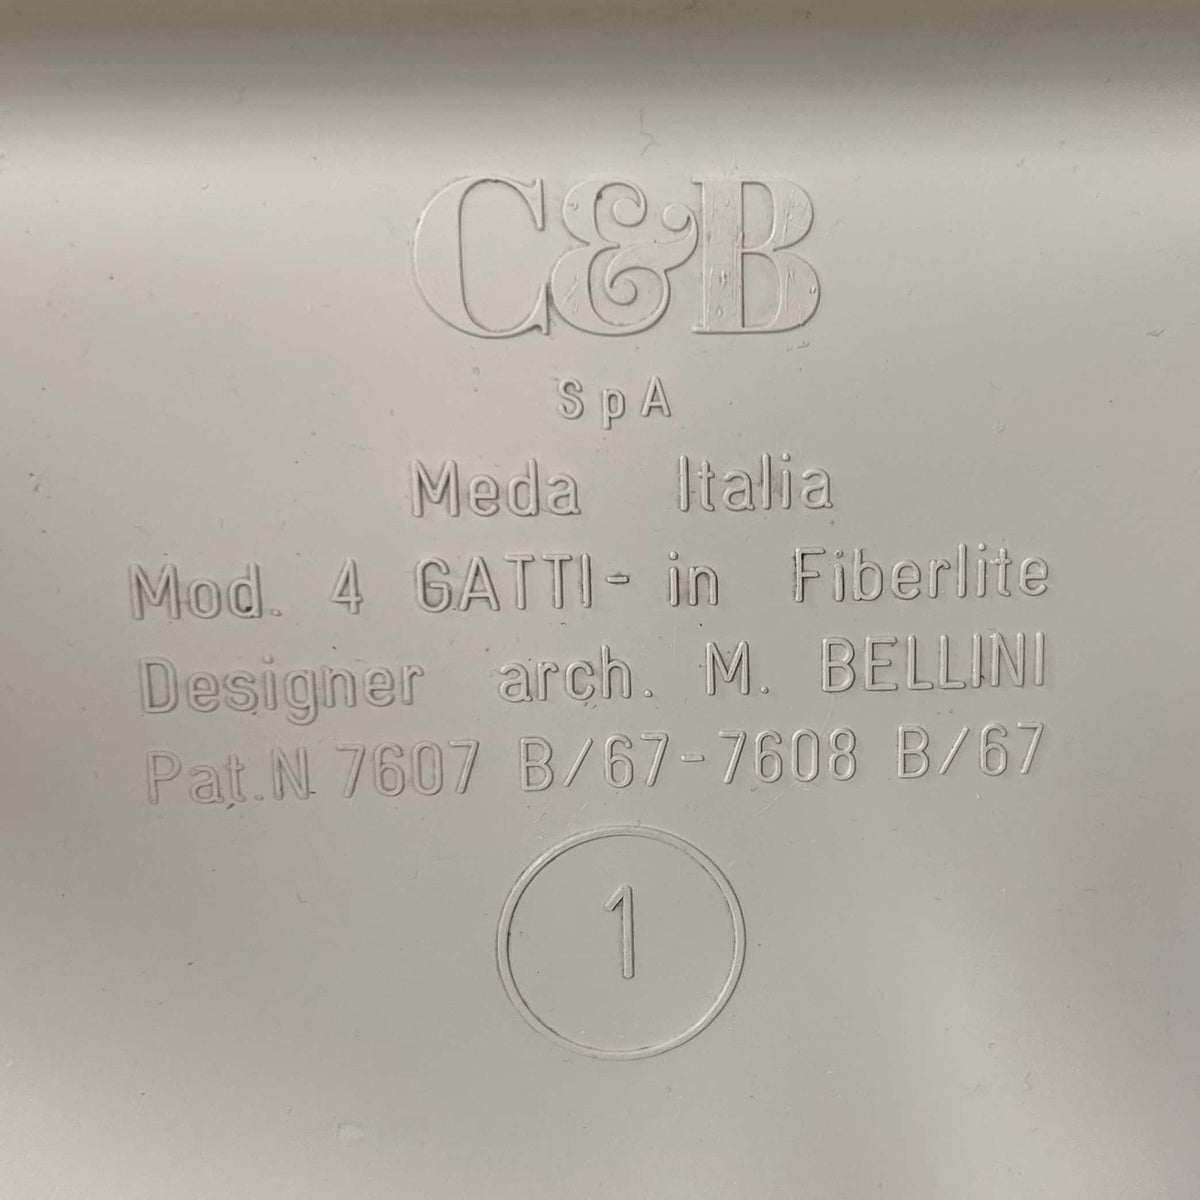 C&B
SpA
Meda Italia
Mod. 4 GATTI - in Fiberlite
Designer arch. M. BELLINI
Pat.N 7607 B/67-7608 B/67
1